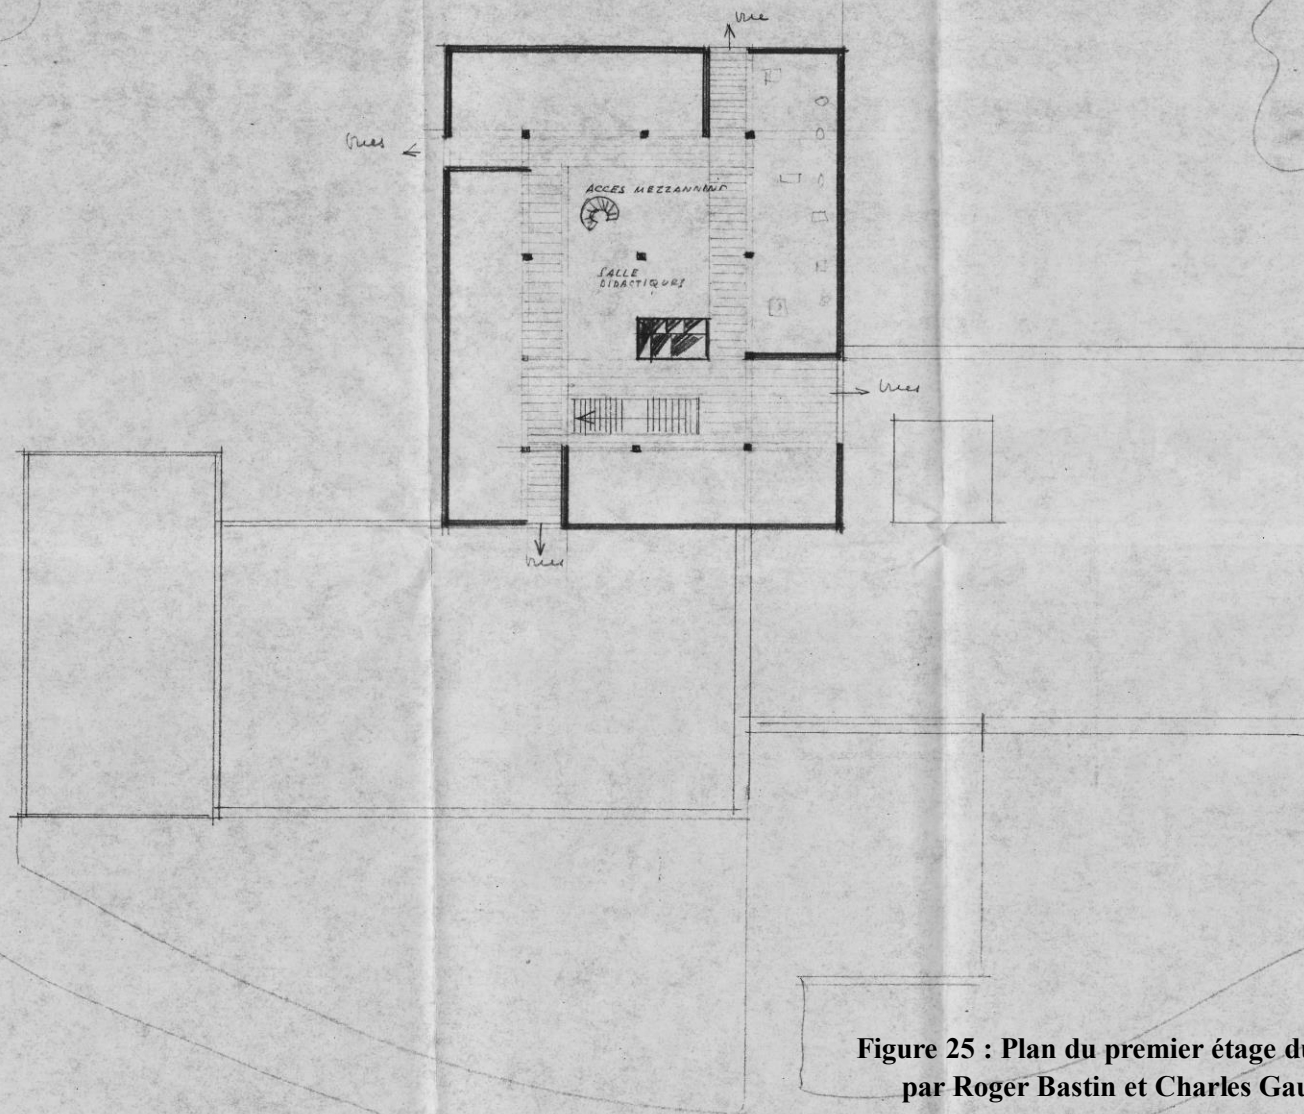 vue
vues
ACCES MEZZANNINE
SALLE
DIDACTIQUES
vues
vues
Figure 25 : Plan du premier étage du
par Roger Bastin et Charles Gau